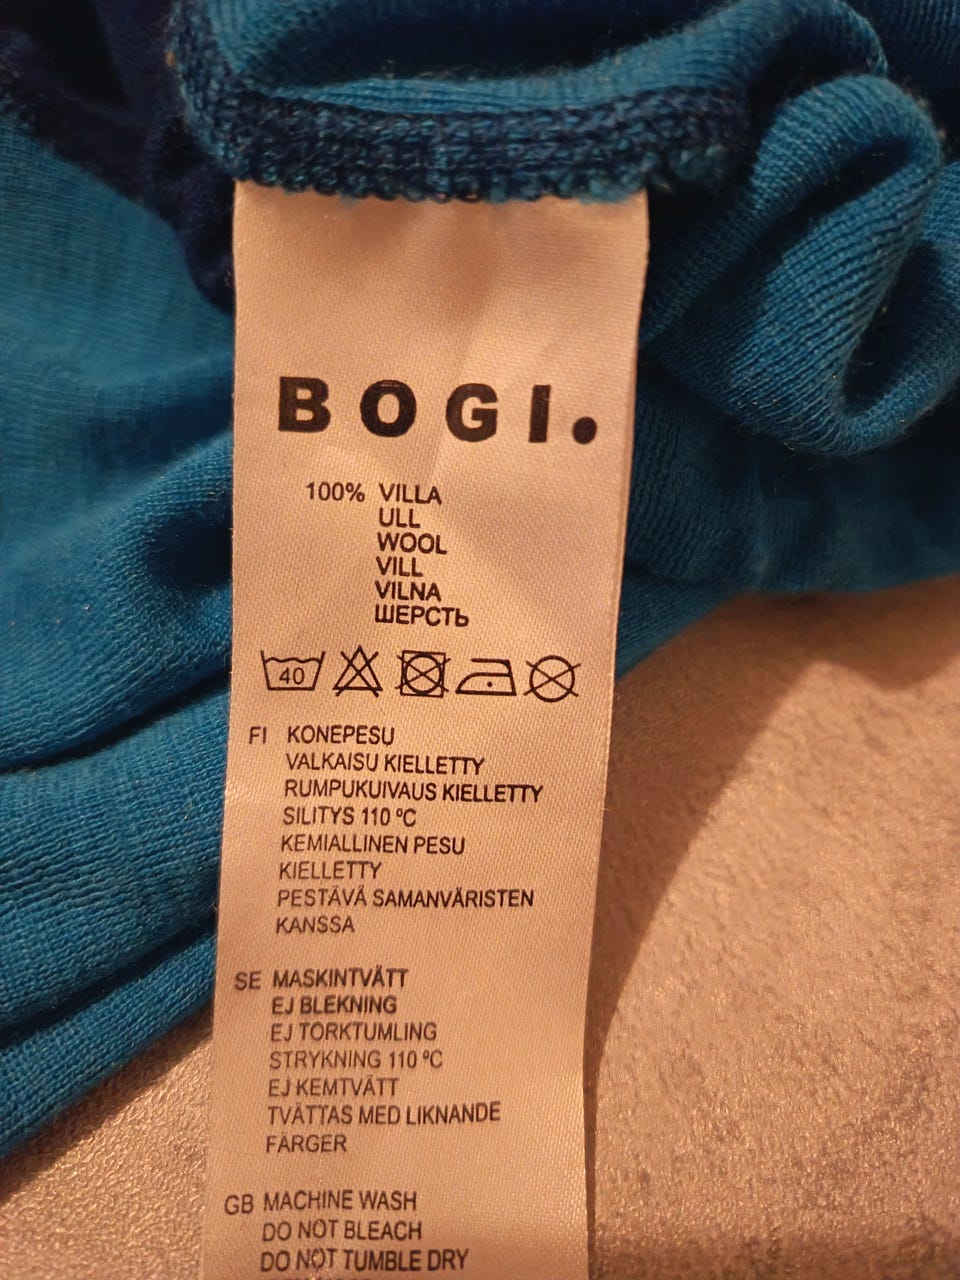 BOGI.
100% VILLA
ULL
WOOL
VILL
VILNA
ШЕРСТЬ
40
FI KONEPESU
VALKAISU KIELLETTY
RUMPUKUIVAUS KIELLETTY
SILITYS 110 ºC
KEMIALLINEN PESU
KIELLETTY
PESTÄVÄ SAMANVÄRISTEN
KANSSA
SE MASKINTVÄTT
EJ BLEKNING
EJ TORKTUMLING
STRYKNING 110 ºC
EJ KEMTVÄTT
TVÄTTAS MED LIKNANDE
FÄRGER
GB MACHINE WASH
DO NOT BLEACH
DO NOT TUMBLE DRY